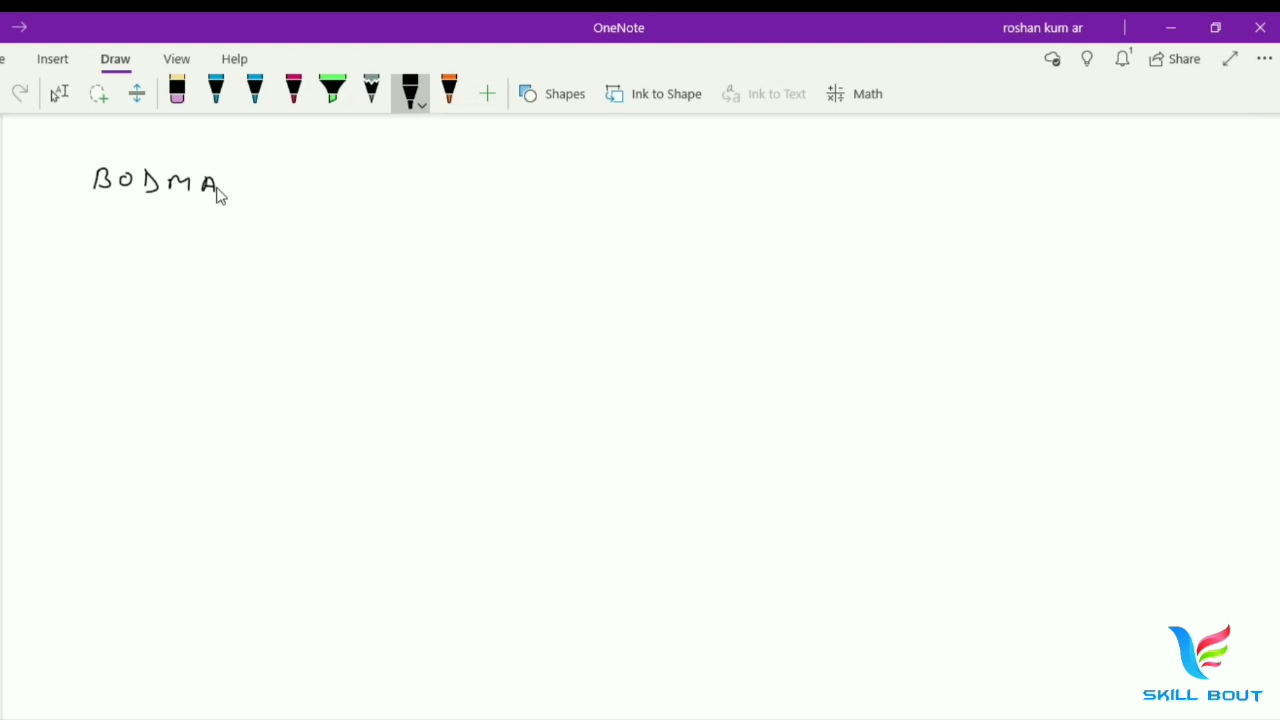 OneNote
roshan kum ar
e Insert Draw View Help
1 Share
Shapes Ink to Shape Ink to Text Math
BODMA
SKILL BOUT